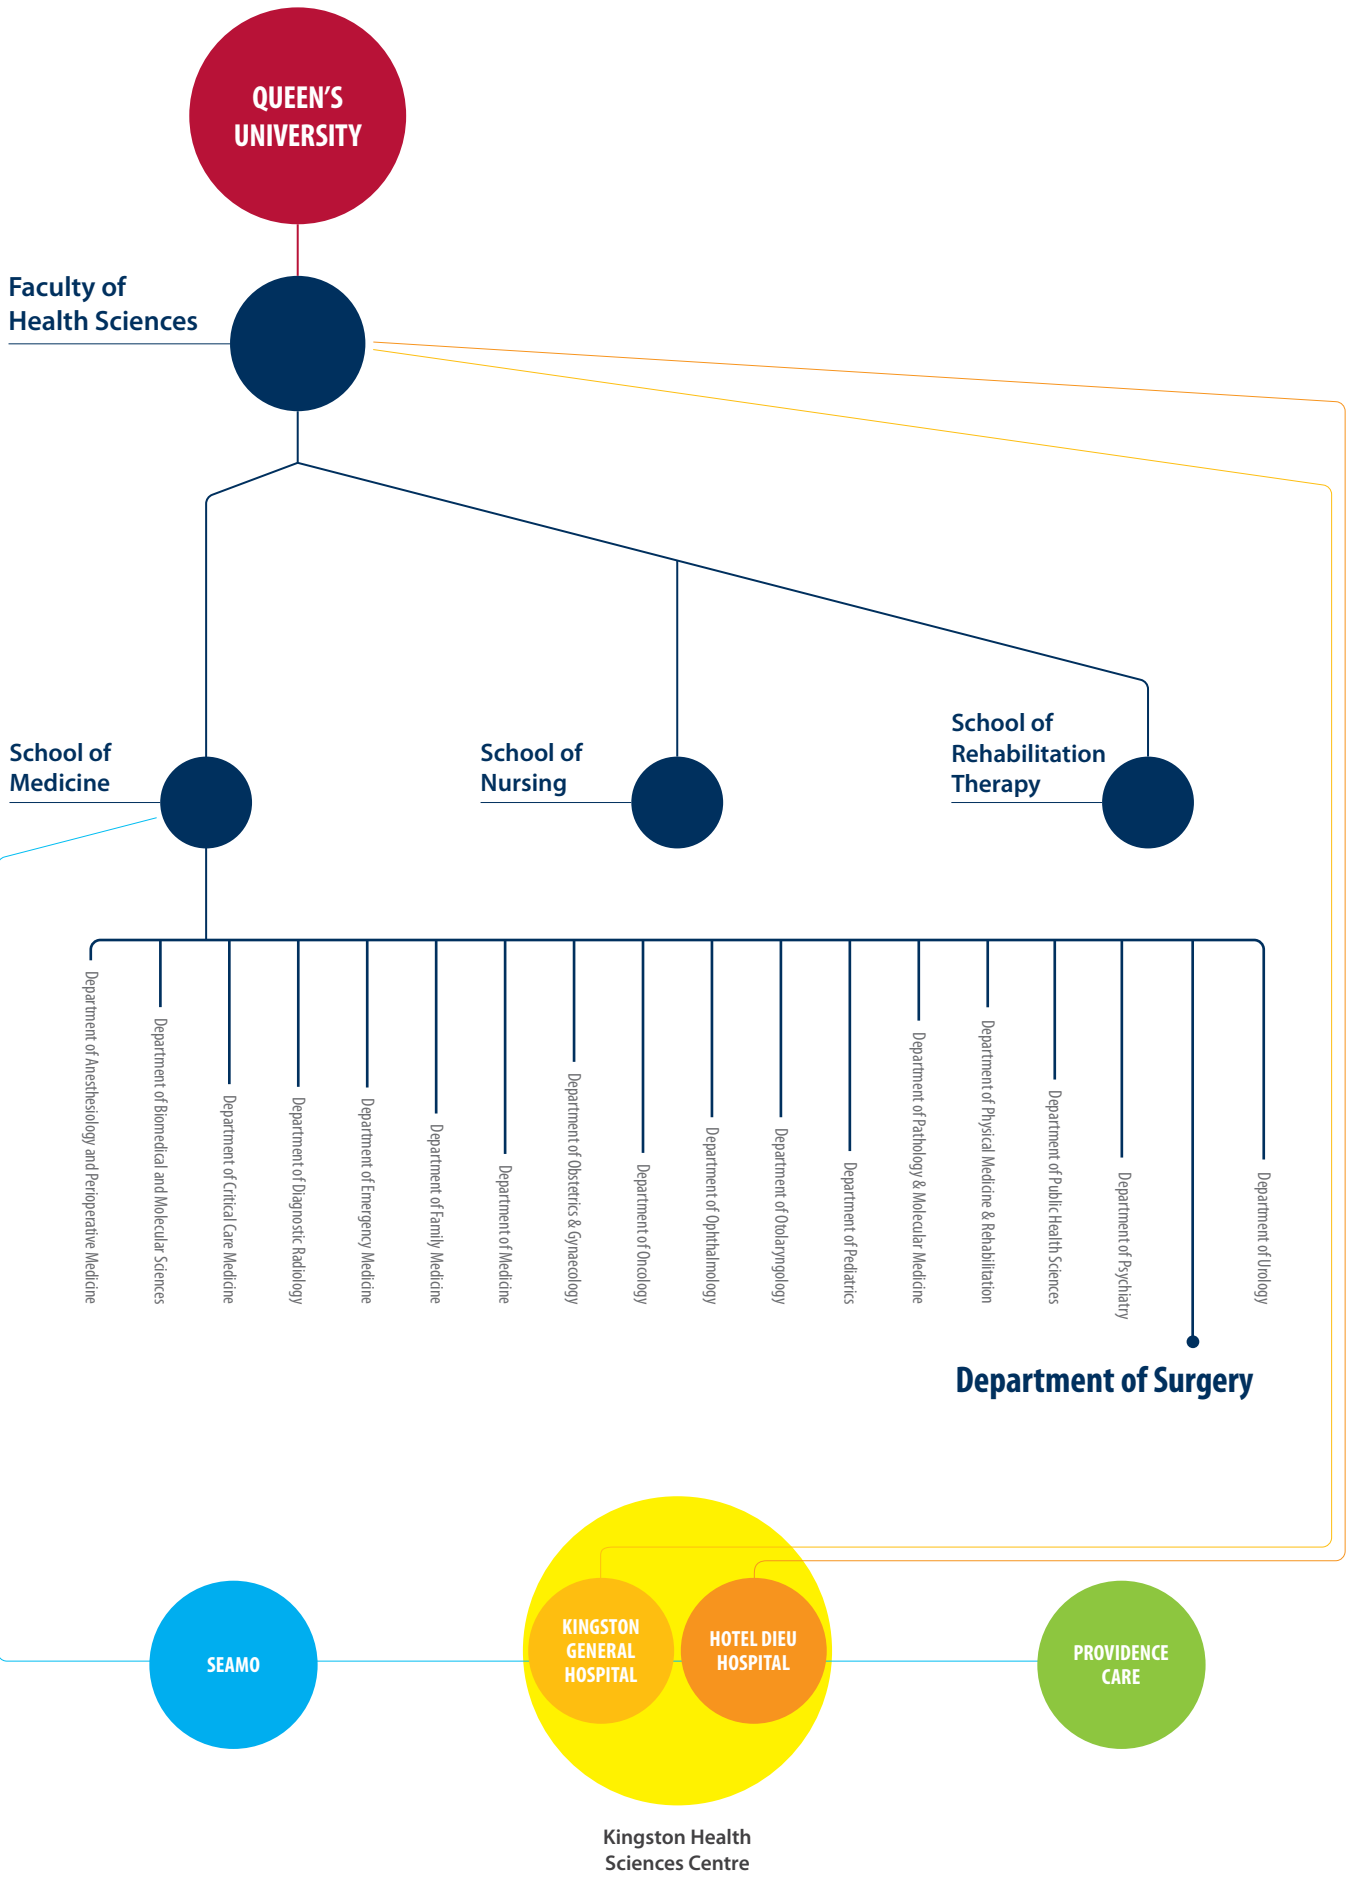 QUEEN'S
UNIVERSITY
Faculty of
Health Sciences
School of
Medicine
School of
Nursing
School of
Rehabilitation
Therapy
Department of Anesthesiology and Perioperative Medicine
Department of Biomedical and Molecular Sciences
Department of Critical Care Medicine
Department of Diagnostic Radiology
Department of Emergency Medicine
Department of Family Medicine
Department of Medicine
Department of Obstetrics & Gynaecology
Department of Oncology
Department of Ophthalmology
Department of Otolaryngology
Department of Pediatrics
Department of Pathology & Molecular Medicine
Department of Physical Medicine & Rehabilitation
Department of Public Health Sciences
Department of Psychiatry
Department of Urology
Department of Surgery
SEAMO
KINGSTON
GENERAL
HOSPITAL
HOTEL DIEU
HOSPITAL
PROVIDENCE
CARE
Kingston Health
Sciences Centre